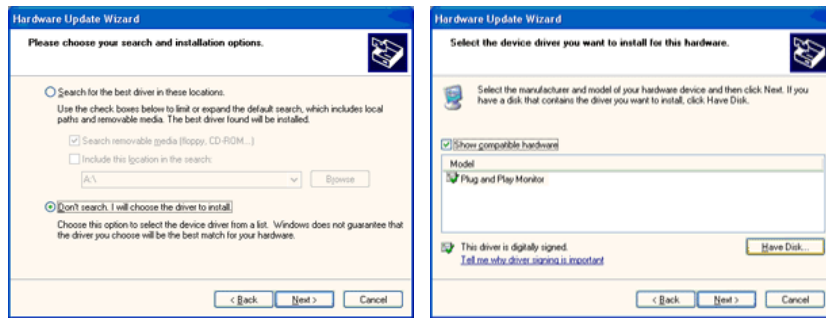 Hardware Update Wizard
Please choose your search and installation options.
Search for the best driver in these locations.
Use the check boxes below to limit or expand the default search, which includes local
paths and removable media. The best driver found will be installed.
Search removable media (floppy, CD-ROM...)
Include this location in the search:
A:\
Browse
Don't search. I will choose the driver to install.
Choose this option to select the device driver from a list. Windows does not guarantee that
the driver you choose will be the best match for your hardware.
< Back
Next >
Cancel
Hardware Update Wizard
Select the device driver you want to install for this hardware.
Select the manufacturer and model of your hardware device and then click Next. If you
have a disk that contains the driver you want to install, click Have Disk.
Show compatible hardware
Model
Plug and Play Monitor
This driver is digitally signed.
Have Disk...
Tell me why driver signing is important
< Back
Next >
Cancel